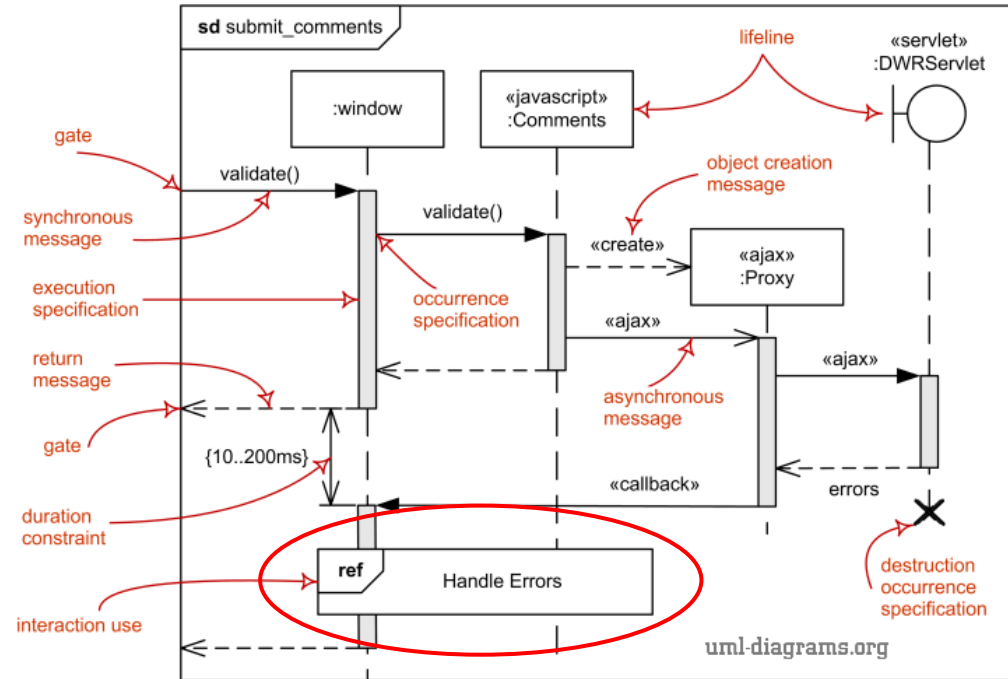 sd submit_comments
lifeline
«servlet»
:DWRServlet
:window
«javascript»
:Comments
gate
validate()
object creation
message
synchronous
message
validate()
«create»
«ajax»
:Proxy
execution
specification
occurrence
specification
«ajax»
return
message
asynchronous
message
«ajax»
gate
{10..200ms}
«callback»
errors
duration
constraint
ref
Handle Errors
destruction
occurrence
specification
interaction use
uml-diagrams.org